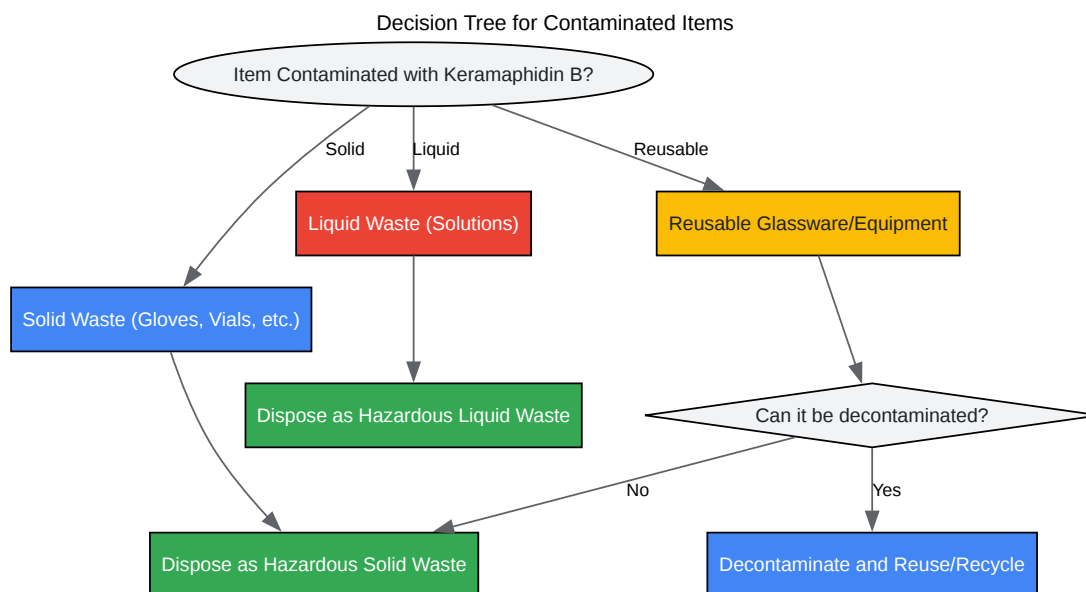 Decision Tree for Contaminated Items
Item Contaminated with Keramaphidin B?
Solid
Liquid
Reusable
Liquid Waste (Solutions)
Reusable Glassware/Equipment
Solid Waste (Gloves, Vials, etc.)
Dispose as Hazardous Liquid Waste
Can it be decontaminated?
No
Yes
Dispose as Hazardous Solid Waste
Decontaminate and Reuse/Recycle